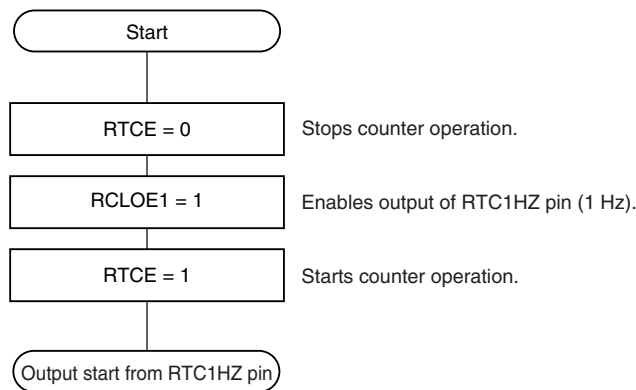 Start
RTCE = 0 Stops counter operation.
RCLOE1 = 1 Enables output of RTC1HZ pin (1 Hz).
RTCE = 1 Starts counter operation.
Output start from RTC1HZ pin